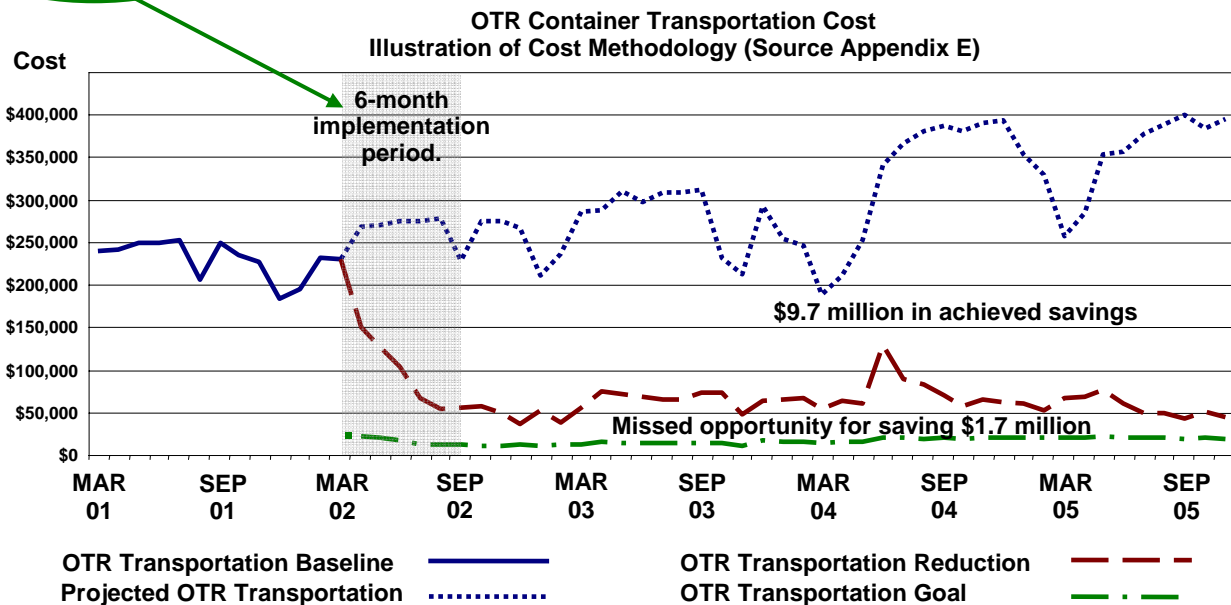 OTR Container Transportation Cost
Illustration of Cost Methodology (Source Appendix E)
Cost
6-month
implementation
period.
$400,000
$350,000
$300,000
$250,000
$200,000
$150,000
$100,000
$50,000
$0
$9.7 million in achieved savings
Missed opportunity for saving $1.7 million
MAR 01
SEP 01
MAR 02
SEP 02
MAR 03
SEP 03
MAR 04
SEP 04
MAR 05
SEP 05
OTR Transportation Baseline
OTR Transportation Reduction
Projected OTR Transportation
OTR Transportation Goal